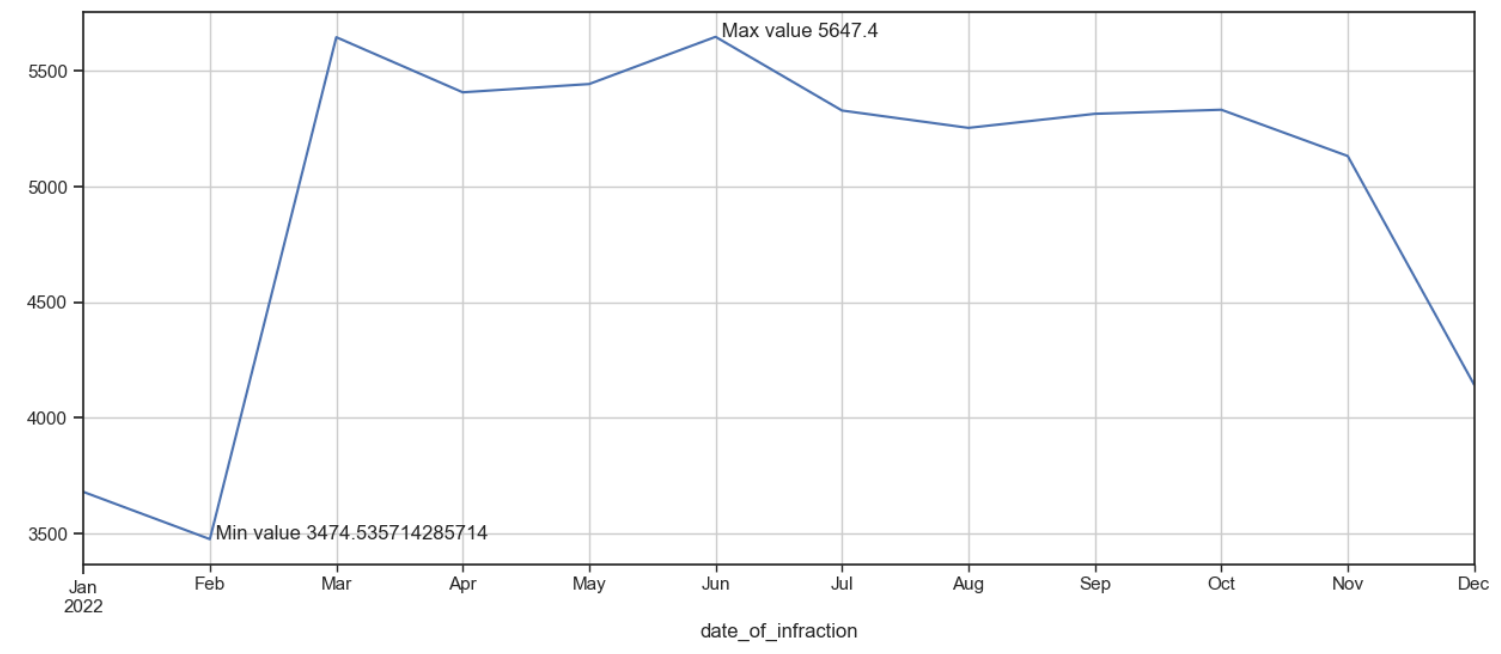 Max value 5647.4
5500
5000
4500
4000
3500
Min value 3474.535714285714
Jan Feb Mar Apr May Jun Jul Aug Sep Oct Nov Dec
2022
date_of_infraction